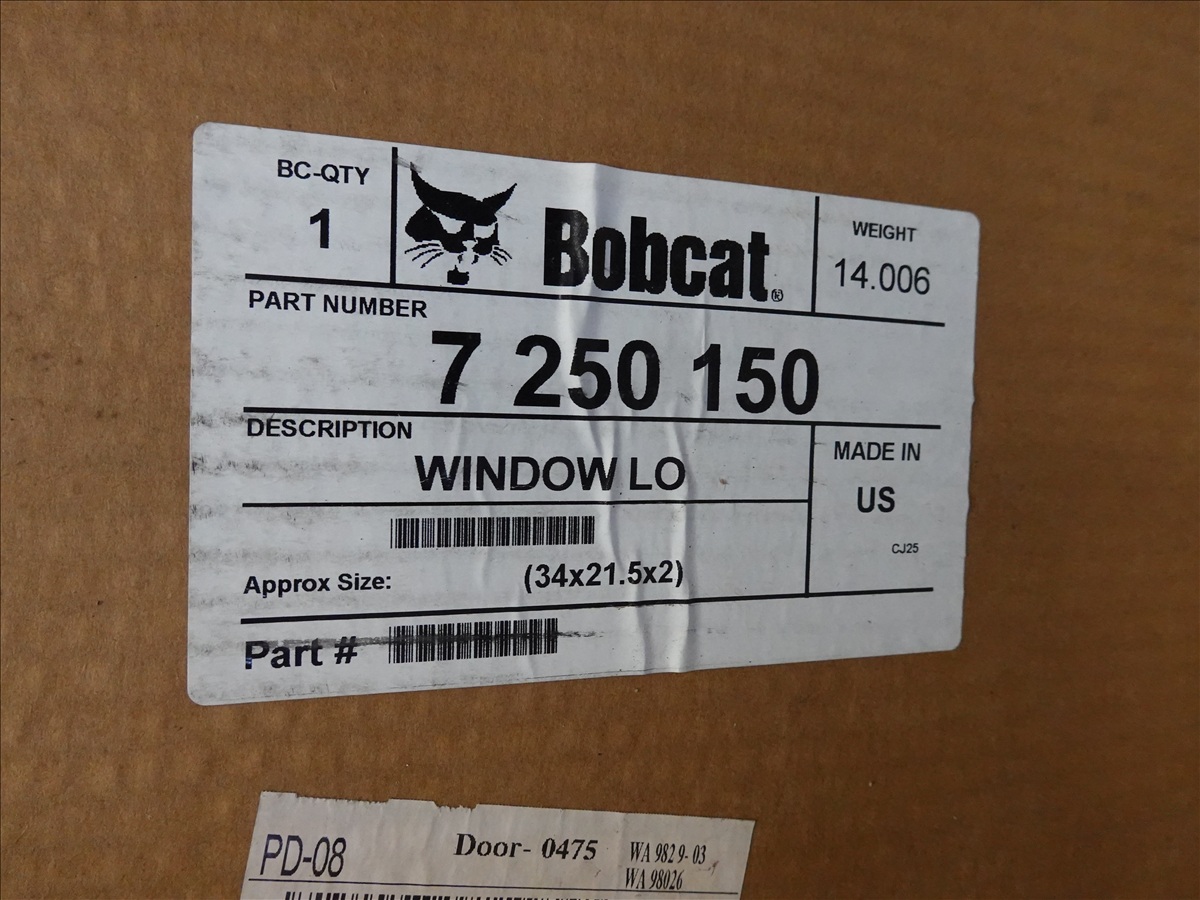 BC-QTY
1
Bobcat®
WEIGHT
14.006
PART NUMBER
7 250 150
DESCRIPTION
WINDOW LO
MADE IN
US
CJ25
Approx Size: (34x21.5x2)
Part #
PD-08
Door- 0475
WA 982 9- 03
WA 98026